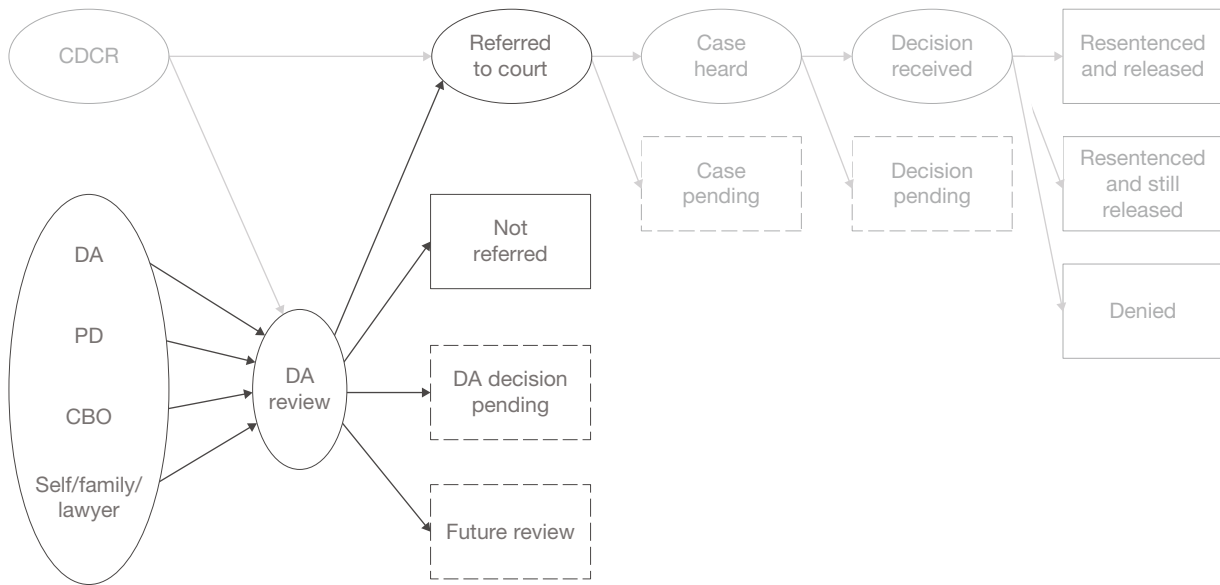 CDCR
Referred
to court
Case
heard
Decision
received
Resentenced
and released
Case
pending
Decision
pending
Resentenced
and still
released
Not
referred
Denied
DA
PD
CBO
Self/family/
lawyer
DA
review
DA decision
pending
Future review